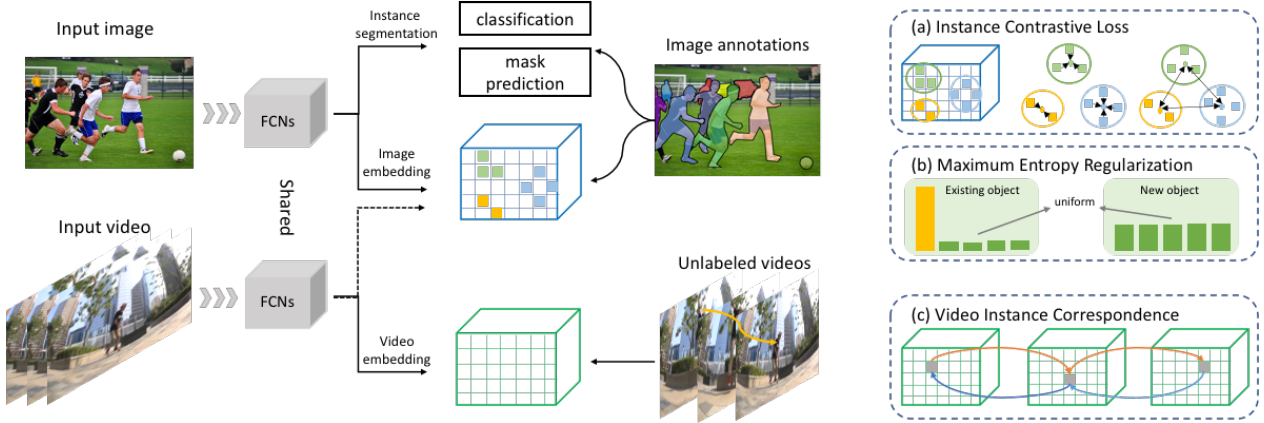 Input image
FCNs
Instance
segmentation
classification
mask
prediction
Image annotations
Image
embedding
Shared
Input video
FCNs
Video
embedding
Unlabeled videos
(a) Instance Contrastive Loss
(b) Maximum Entropy Regularization
Existing object
uniform
New object
(c) Video Instance Correspondence